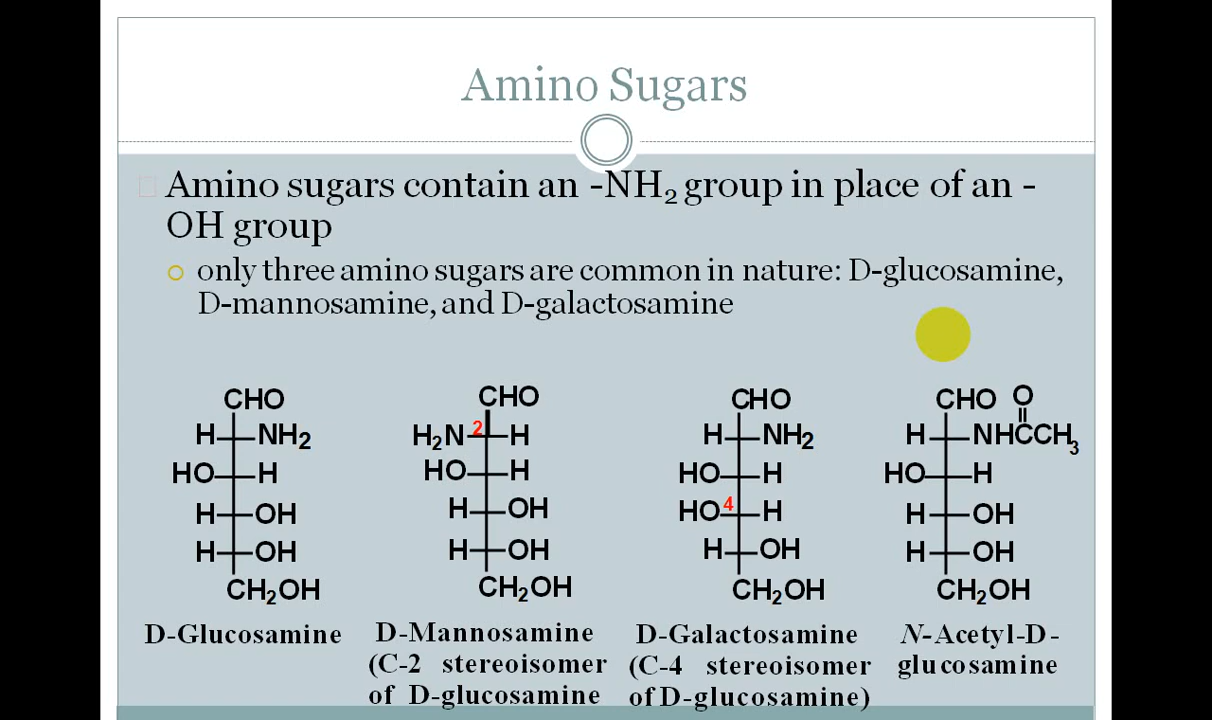 Amino Sugars
Amino sugars contain an -NH2 group in place of an -
OH group
only three amino sugars are common in nature: D-glucosamine,
D-mannosamine, and D-galactosamine
CHO
H NH2
HO H
H OH
H OH
CH2OH
D-Glucosamine
CHO
H2N 2 H
HO H
H OH
H OH
CH2OH
D-Mannosamine
(C-2 stereoisomer
of D-glucosamine
CHO
H NH2
HO H
HO 4 H
H OH
CH2OH
D-Galactosamine
(C-4 stereoisomer
of D-glucosamine)
CHO O
H NHCCH3
HO H
H OH
H OH
CH2OH
N-Acetyl-D-
glucosamine